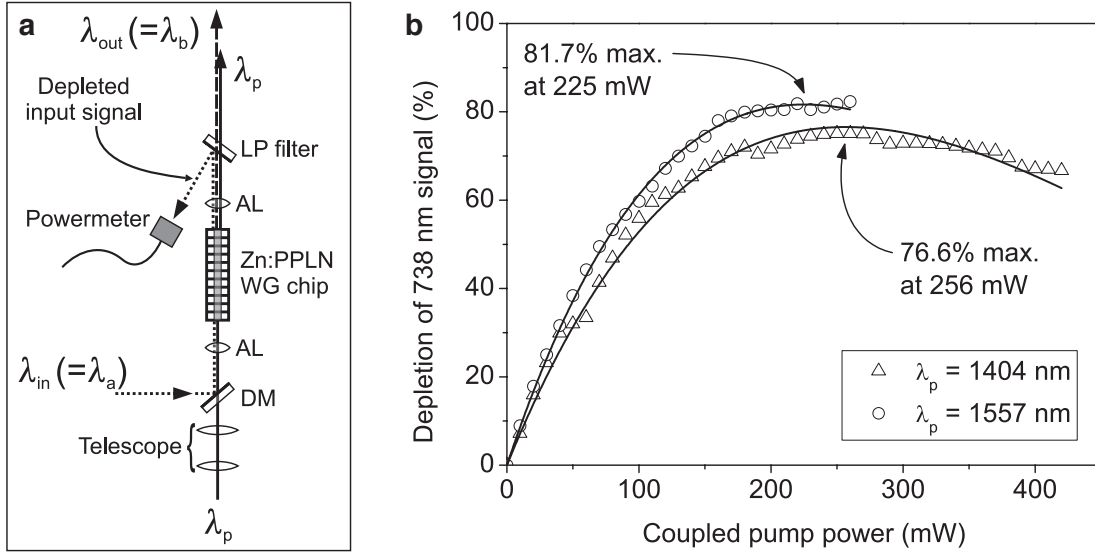 a
λout (=λb)
λp
Depleted
input signal
LP filter
AL
Powermeter
Zn:PPLN
WG chip
AL
λin (=λa)
DM
Telescope
λp
b
100
80
60
40
20
0
Depletion of 738 nm signal (%)
81.7% max.
at 225 mW
76.6% max.
at 256 mW
λp = 1404 nm
λp = 1557 nm
0
100
200
300
400
Coupled pump power (mW)